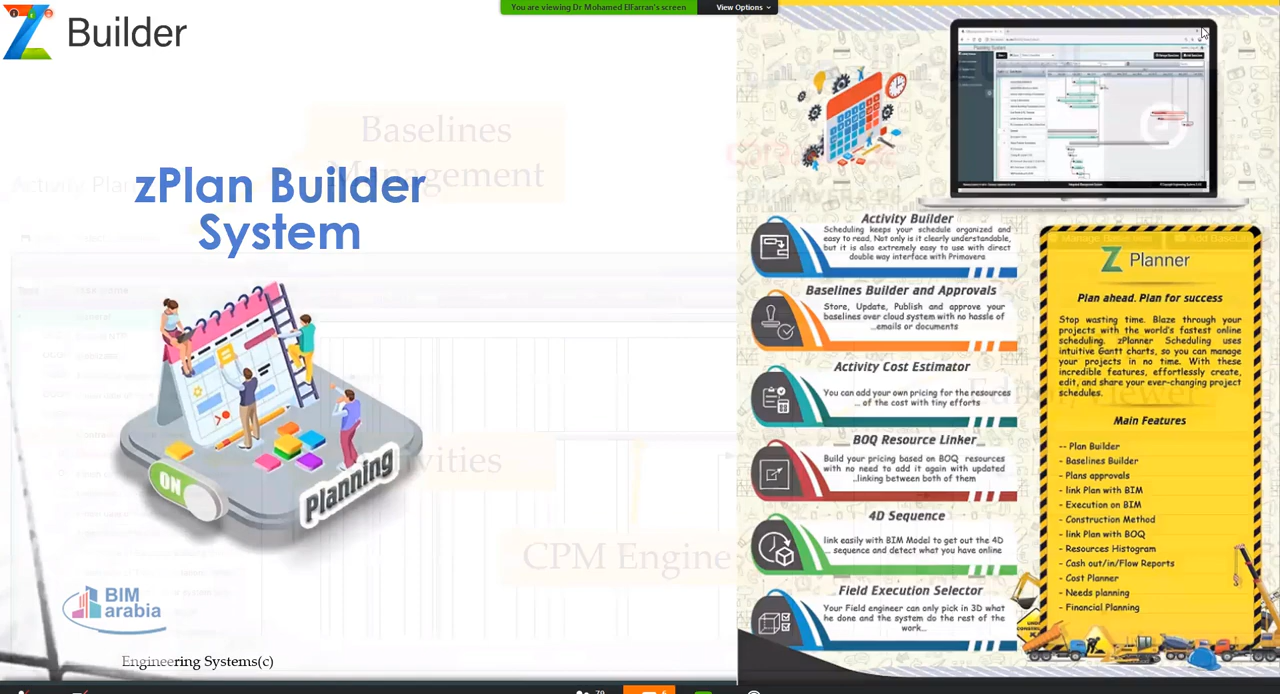 You are viewing Dr Mohamed ElFarran's screen
View Options
Builder
Baselines
Management
zPlan Builder
System
ON
Planning
CPM Engine
BIM
arabia
Engineering Systems(c)
Activity Builder
Scheduling keeps your schedule organized and
easy to read. Not only is it clearly understandable,
but it is also extremely easy to use with direct
double way interface with Primavera
Baselines Builder and Approvals
Store, Update, Publish and approve your
baselines over cloud system with no hassle of
...emails or documents
Activity Cost Estimator
You can add your own pricing for the resources
... of the cost with tiny efforts
BOQ Resource Linker
Build your pricing based on BOQ resources
with no need to add it again with updated
..linking between both of them
4D Sequence
link easily with BIM Model to get out the 4D
... sequence and detect what you have online
Field Execution Selector
Your Field engineer can only pick in 3D what
he done and the system do the rest of the
work...
Z Planner
Plan ahead. Plan for success
Stop wasting time. Blaze through your
projects with the world's fastest online
scheduling. zPlanner Scheduling uses
intuitive Gantt charts, so you can manage
your projects in no time. With these
incredible features, effortlessly create,
edit, and share your ever-changing project
schedules.
Main Features
-- Plan Builder
- Baselines Builder
- Plans approvals
- link Plan with BIM
- Execution on BIM
- Construction Method
- link Plan with BOQ
- Resources Histogram
- Cash out/in/Flow Reports
- Cost Planner
- Needs planning
- Financial Planning